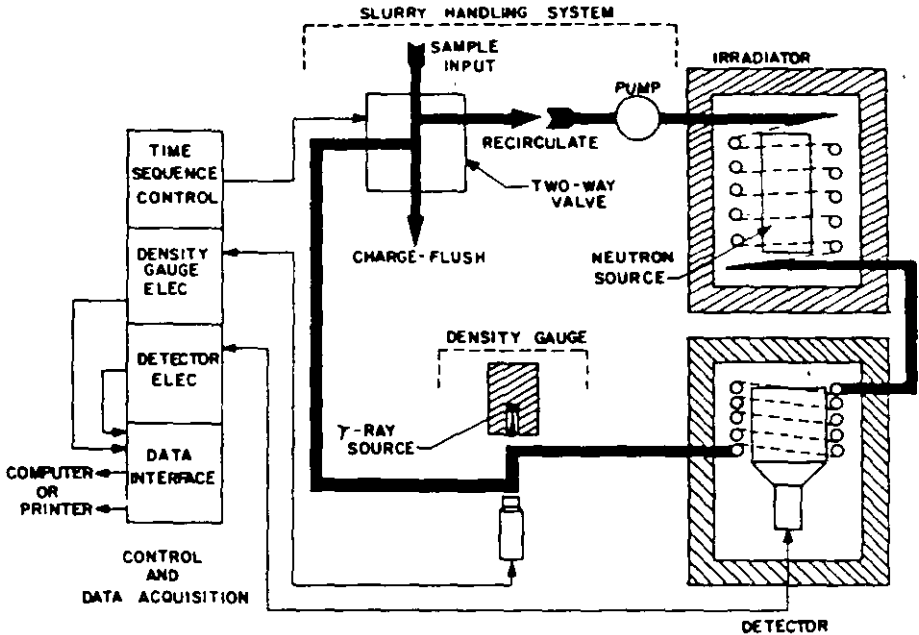 SLURRY HANDLING SYSTEM
SAMPLE
INPUT
IRRADIATOR
PUMP
RECIRCULATE
TIME
SEQUENCE
CONTROL
TWO-WAY
VALVE
CHARGE-FLUSH
NEUTRON
SOURCE
DENSITY
GAUGE
ELEC
DENSITY GAUGE
DETECTOR
ELEC
γ-RAY
SOURCE
DATA
INTERFACE
COMPUTER
OR
PRINTER
CONTROL
AND
DATA ACQUISITION
DETECTOR